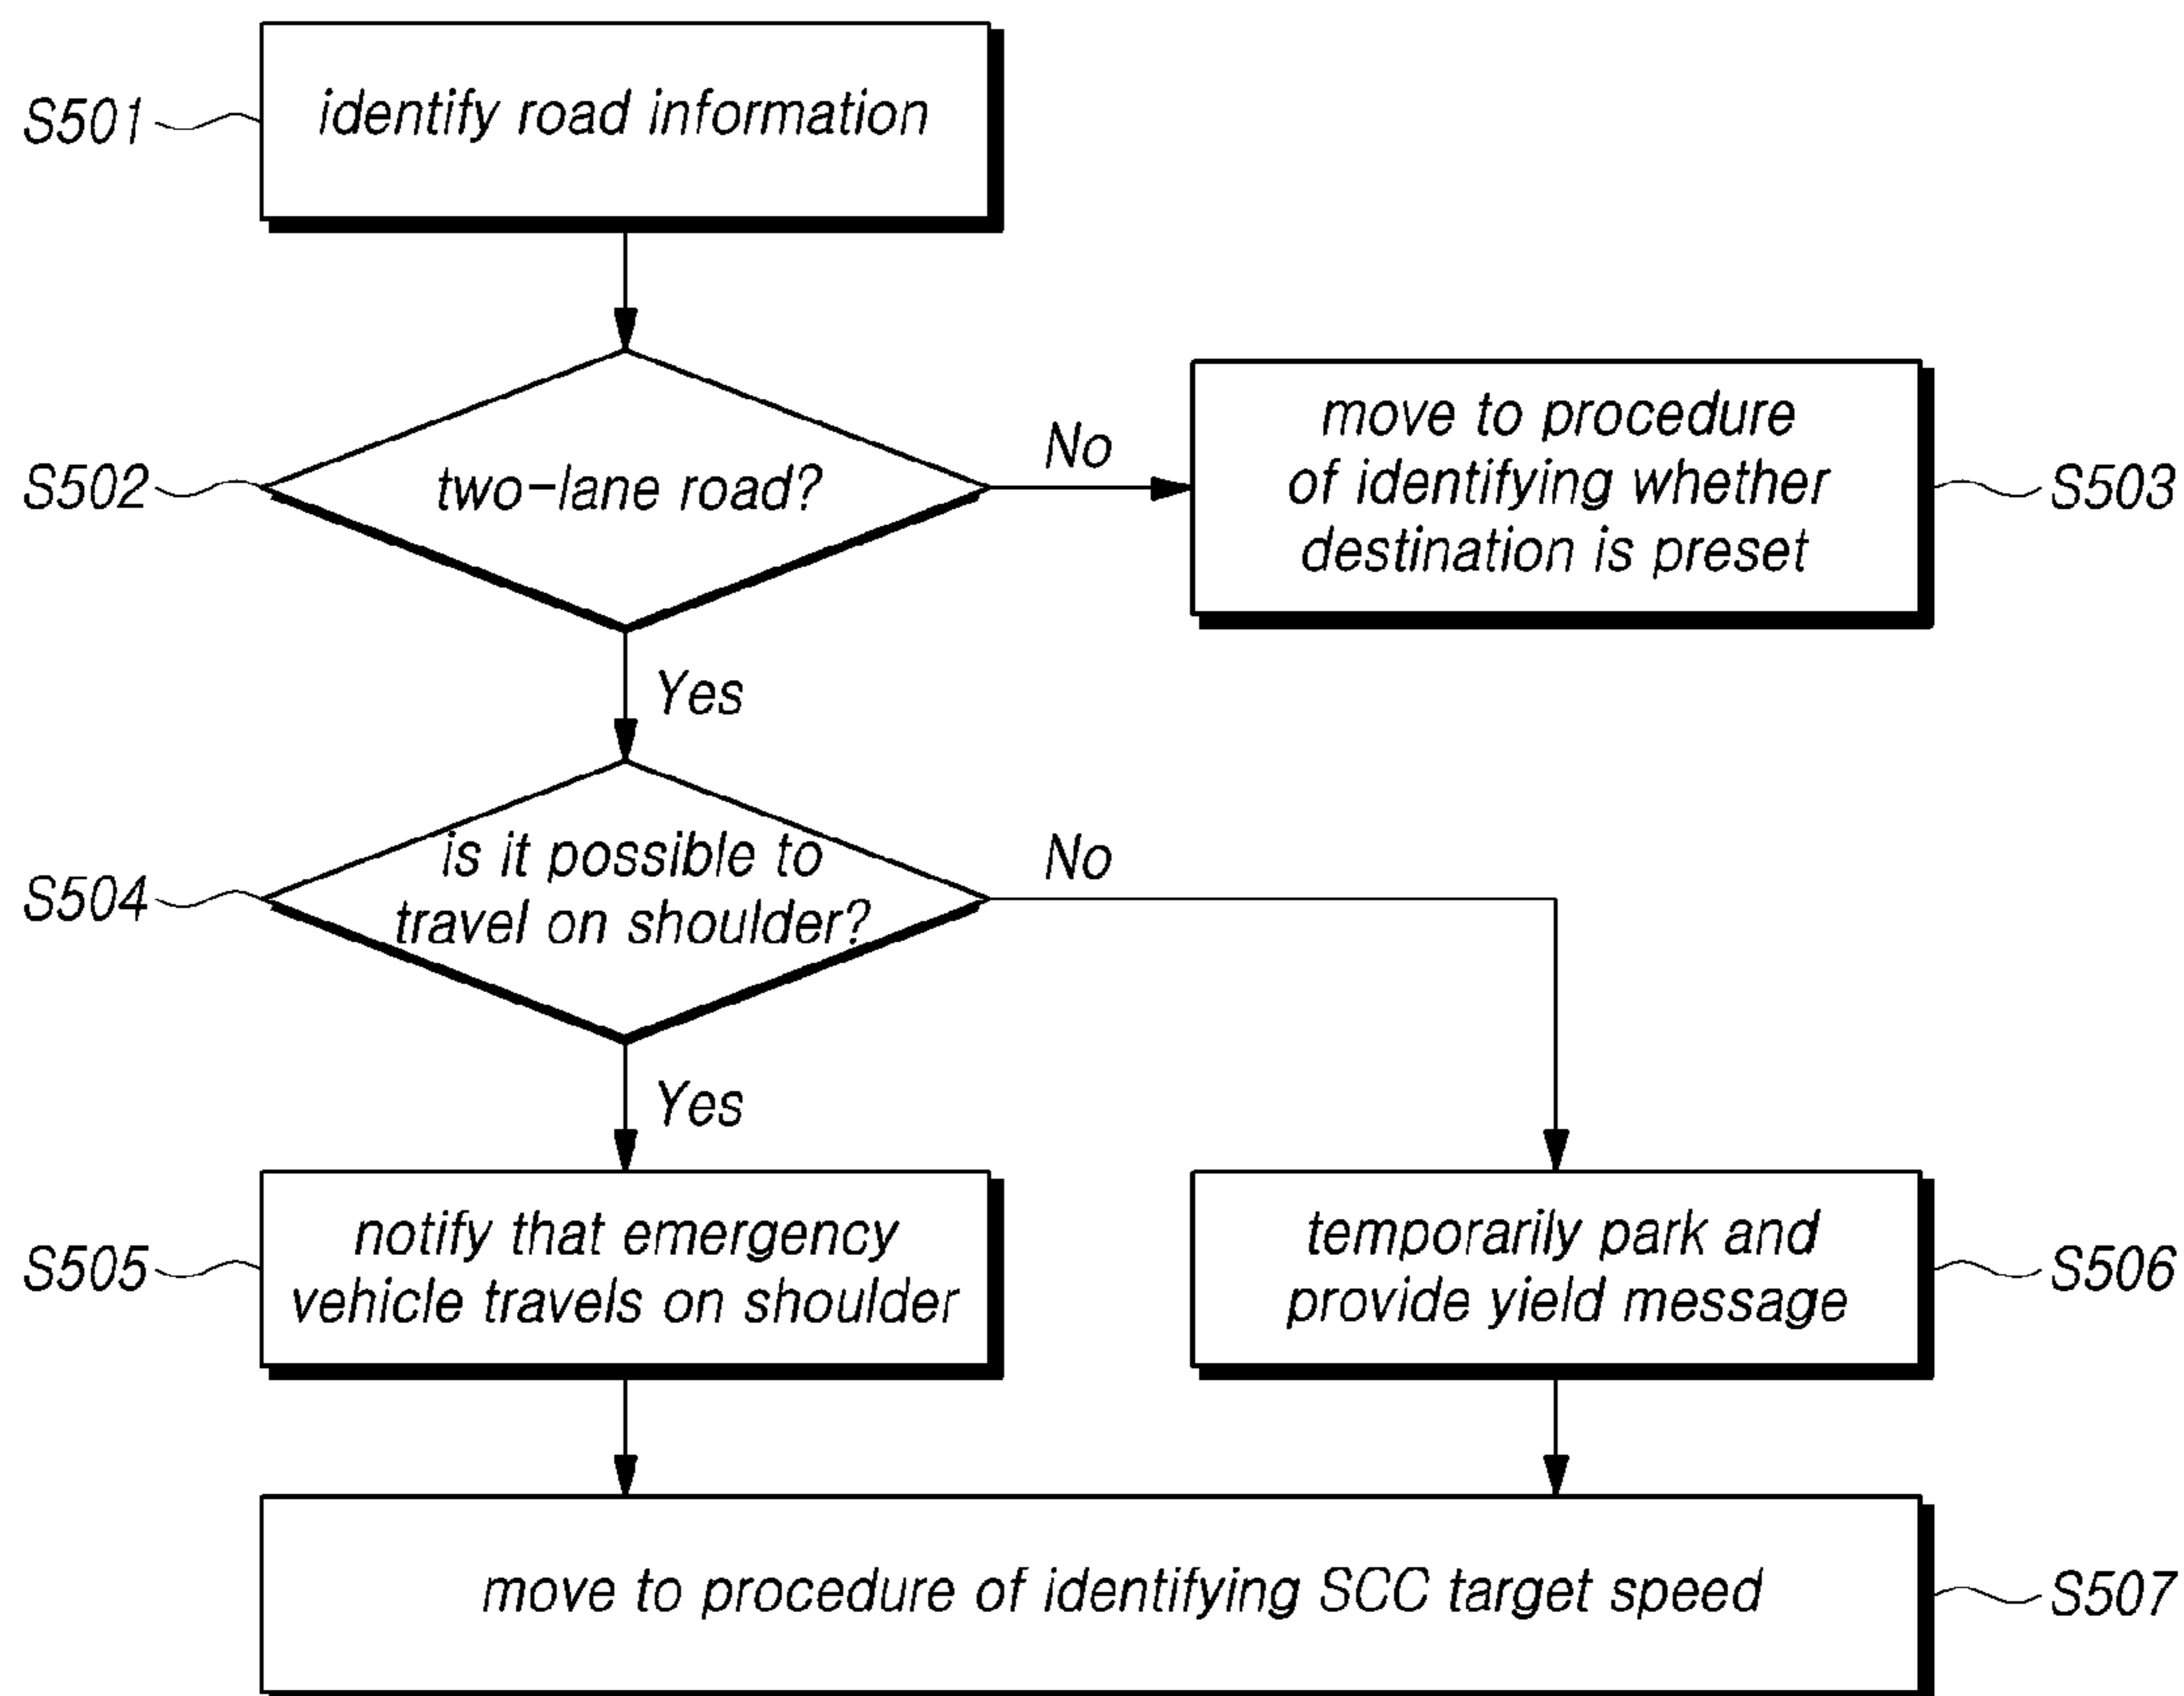 S501
identify road information
S502
two-lane road?
No
move to procedure
of identifying whether
destination is preset
S503
Yes
S504
is it possible to
travel on shoulder?
No
Yes
S505
notify that emergency
vehicle travels on shoulder
temporarily park and
provide yield message
S506
move to procedure of identifying SCC target speed
S507